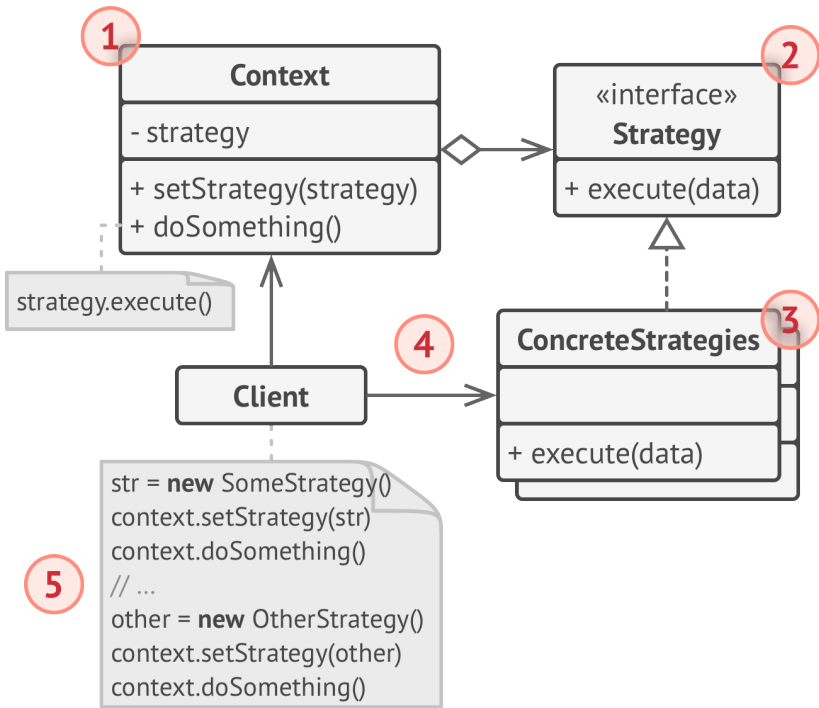 1
Context
- strategy
+ setStrategy(strategy)
+ doSomething()
strategy.execute()
2
«interface»
Strategy
+ execute(data)
3
ConcreteStrategies
+ execute(data)
4
Client
5
str = new SomeStrategy()
context.setStrategy(str)
context.doSomething()
// ...
other = new OtherStrategy()
context.setStrategy(other)
context.doSomething()